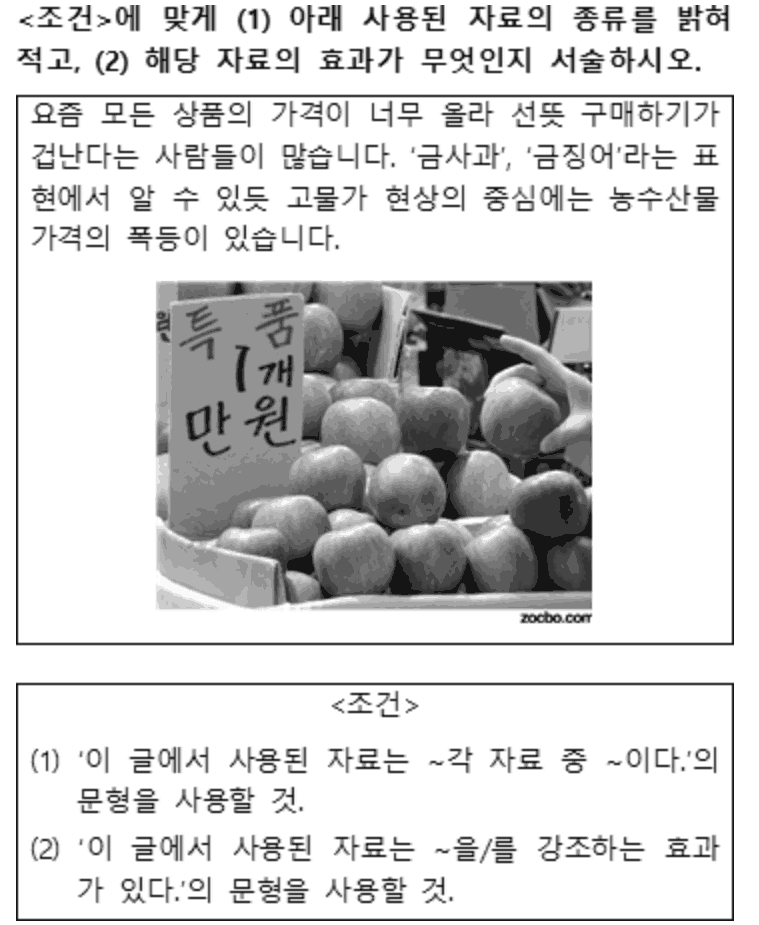 <조건>에 맞게 (1) 아래 사용된 자료의 종류를 밝혀
적고, (2) 해당 자료의 효과가 무엇인지 서술하시오.
요즘 모든 상품의 가격이 너무 올라 선뜻 구매하기가
겁난다는 사람들이 많습니다. '금사과', '금징어'라는 표
현에서 알 수 있듯 고물가 현상의 중심에는 농수산물
가격의 폭등이 있습니다.
특 품
1개
만원
zocbo.com
<조건>
(1) '이 글에서 사용된 자료는 ~각 자료 중 ~이다.'의
문형을 사용할 것.
(2) '이 글에서 사용된 자료는 ~을/를 강조하는 효과
가 있다.'의 문형을 사용할 것.